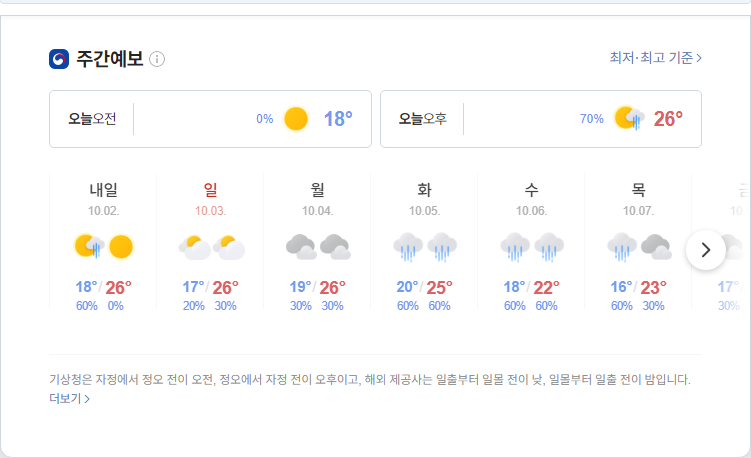 주간예보
최저·최고 기준
오늘오전 0% 18° 오늘오후 70% 26°
내일 일 월 화 수 목
10.02. 10.03. 10.04. 10.05. 10.06. 10.07. 10.
18°/26° 17°/26° 19°/26° 20°/25° 18°/22° 16°/23° 17°
60% 0% 20% 30% 30% 30% 60% 60% 60% 60% 60% 30% 30%
기상청은 자정에서 정오 전이 오전, 정오에서 자정 전이 오후이고, 해외 제공사는 일출부터 일몰 전이 낮, 일몰부터 일출 전이 밤입니다.
더보기